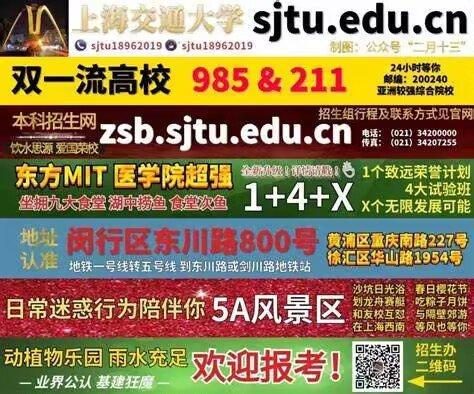 上海交通大学 sjtu.edu.cn
sjtu18962019 sjtu18962019 制图：公众号“二月十三”
双一流高校 985 & 211
24小时等你
邮编：200240
亚洲较强综合院校
本科招生网
饮水思源 爱国荣校
zsb.sjtu.edu.cn
招生组行程及联系方式见官网
电话：（021）34200000
传真：（021）34207255
东方MIT 医学院超强
坐拥九大食堂 湖中捞鱼 食堂次鱼
全新升级！详情请戳！
1+4+X
1个致远荣誉计划
4大试验班
X个无限发展可能
地址
认准
闵行区东川路800号
地铁一号线转五号线 到东川路或剑川路地铁站
黄浦区重庆南路227号
徐汇区华山路1954号
日常迷惑行为陪伴你 5A风景区
沙坑日光浴 春日樱花节
划龙舟赛艇 吃粽子月饼
和友校互怼 与隔壁郊游
在上海西南 等风也等你
动植物乐园 雨水充足
业界公认 基建狂魔
欢迎报考！
招生办
二维码